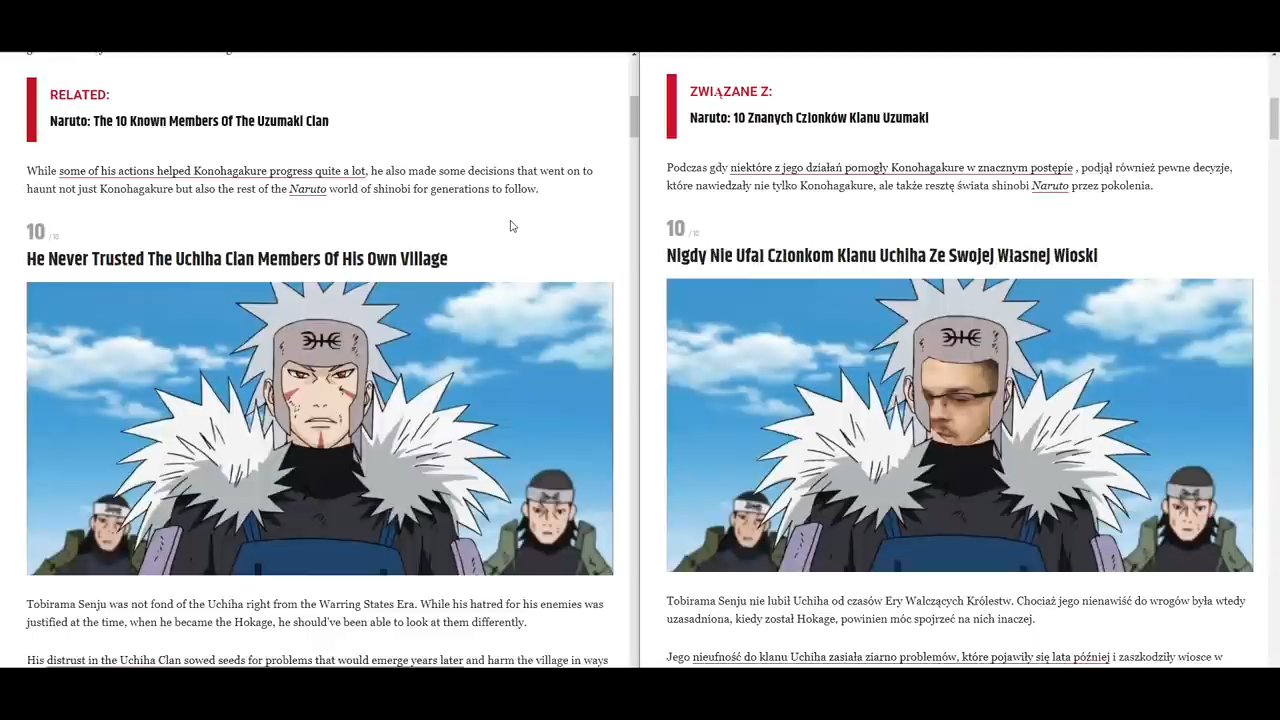 RELATED:
Naruto: The 10 Known Members Of The Uzumaki Clan
While some of his actions helped Konohagakure progress quite a lot, he also made some decisions that went on to
haunt not just Konohagakure but also the rest of the Naruto world of shinobi for generations to follow.
10 / 10
He Never Trusted The Uchiha Clan Members Of His Own Village
Tobirama Senju was not fond of the Uchiha right from the Warring States Era. While his hatred for his enemies was
justified at the time, when he became the Hokage, he should've been able to look at them differently.
His distrust in the Uchiha Clan sowed seeds for problems that would emerge years later and harm the village in ways
ZWIĄZANE Z:
Naruto: 10 Znanych Członków Klanu Uzumaki
Podczas gdy niektóre z jego działań pomogły Konohagakure w znacznym postępie , podjął również pewne decyzje,
które nawiedzały nie tylko Konohagakure, ale także resztę świata shinobi Naruto przez pokolenia.
10 / 10
Nigdy Nie Ufał Członkom Klanu Uchiha Ze Swojej Własnej Wioski
Tobirama Senju nie lubił Uchiha od czasów Ery Walczących Królestw. Chociaż jego nienawiść do wrogów była wtedy
uzasadniona, kiedy został Hokage, powinien móc spojrzeć na nich inaczej.
Jego nieufność do klanu Uchiha zasiała ziarno problemów, które pojawiły się lata później i zaszkodziły wiosce w